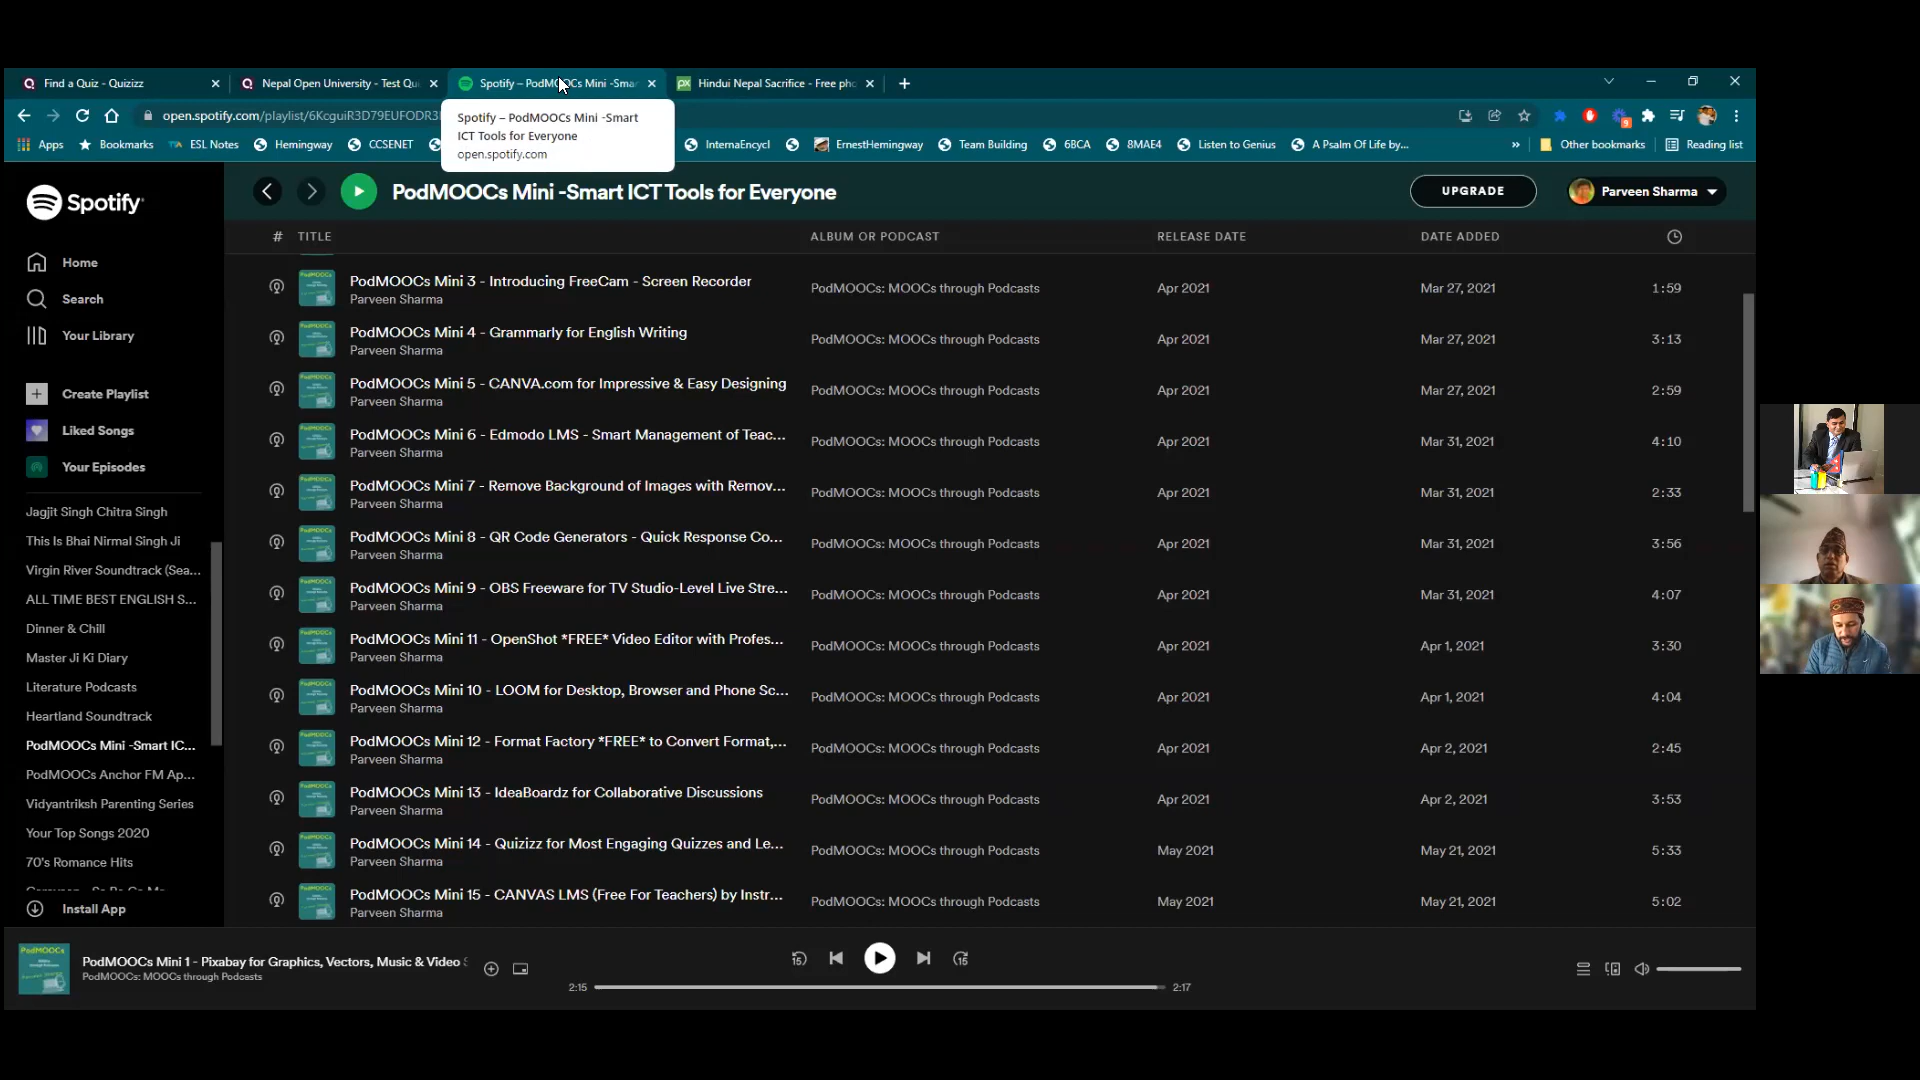 Find a Quiz - Quizizz
Nepal Open University - Test Qu
Spotify – PodMOOCs Mini -Smar
Hindui Nepal Sacrifice - Free pho
open.spotify.com/playlist/6KcguiR3D79EUFODR3
Spotify – PodMOOCs Mini -Smart
ICT Tools for Everyone
open.spotify.com
Apps
Bookmarks
ESL Notes
Hemingway
CCSENET
InternaEncycl
ErnestHemingway
Team Building
6BCA
8MAE4
Listen to Genius
A Psalm Of Life by...
Other bookmarks
Reading list
Spotify
PodMOOCs Mini -Smart ICT Tools for Everyone
UPGRADE
Parveen Sharma
Home
Search
Your Library
Create Playlist
Liked Songs
Your Episodes
Jagjit Singh Chitra Singh
This Is Bhai Nirmal Singh Ji
Virgin River Soundtrack (Sea...
ALL TIME BEST ENGLISH S...
Dinner & Chill
Master Ji Ki Diary
Literature Podcasts
Heartland Soundtrack
PodMOOCs Mini -Smart IC...
PodMOOCs Anchor FM Ap...
Vidyantriksh Parenting Series
Your Top Songs 2020
70's Romance Hits
Install App
# TITLE ALBUM OR PODCAST RELEASE DATE DATE ADDED
PodMOOCs Mini 3 - Introducing FreeCam - Screen Recorder
Parveen Sharma
PodMOOCs: MOOCs through Podcasts Apr 2021 Mar 27, 2021 1:59
PodMOOCs Mini 4 - Grammarly for English Writing
Parveen Sharma
PodMOOCs: MOOCs through Podcasts Apr 2021 Mar 27, 2021 3:13
PodMOOCs Mini 5 - CANVA.com for Impressive & Easy Designing
Parveen Sharma
PodMOOCs: MOOCs through Podcasts Apr 2021 Mar 27, 2021 2:59
PodMOOCs Mini 6 - Edmodo LMS - Smart Management of Teac...
Parveen Sharma
PodMOOCs: MOOCs through Podcasts Apr 2021 Mar 31, 2021 4:10
PodMOOCs Mini 7 - Remove Background of Images with Remov...
Parveen Sharma
PodMOOCs: MOOCs through Podcasts Apr 2021 Mar 31, 2021 2:33
PodMOOCs Mini 8 - QR Code Generators - Quick Response Co...
Parveen Sharma
PodMOOCs: MOOCs through Podcasts Apr 2021 Mar 31, 2021 3:56
PodMOOCs Mini 9 - OBS Freeware for TV Studio-Level Live Stre...
Parveen Sharma
PodMOOCs: MOOCs through Podcasts Apr 2021 Mar 31, 2021 4:07
PodMOOCs Mini 11 - OpenShot *FREE* Video Editor with Profes...
Parveen Sharma
PodMOOCs: MOOCs through Podcasts Apr 2021 Apr 1, 2021 3:30
PodMOOCs Mini 10 - LOOM for Desktop, Browser and Phone Sc...
Parveen Sharma
PodMOOCs: MOOCs through Podcasts Apr 2021 Apr 1, 2021 4:04
PodMOOCs Mini 12 - Format Factory *FREE* to Convert Format,...
Parveen Sharma
PodMOOCs: MOOCs through Podcasts Apr 2021 Apr 2, 2021 2:45
PodMOOCs Mini 13 - IdeaBoardz for Collaborative Discussions
Parveen Sharma
PodMOOCs: MOOCs through Podcasts Apr 2021 Apr 2, 2021 3:53
PodMOOCs Mini 14 - Quizizz for Most Engaging Quizzes and Le...
Parveen Sharma
PodMOOCs: MOOCs through Podcasts May 2021 May 21, 2021 5:33
PodMOOCs Mini 15 - CANVAS LMS (Free For Teachers) by Instr...
Parveen Sharma
PodMOOCs: MOOCs through Podcasts May 2021 May 21, 2021 5:02
PodMOOCs Mini 1 - Pixabay for Graphics, Vectors, Music & Video
PodMOOCs: MOOCs through Podcasts
15
15
2:15
2:17